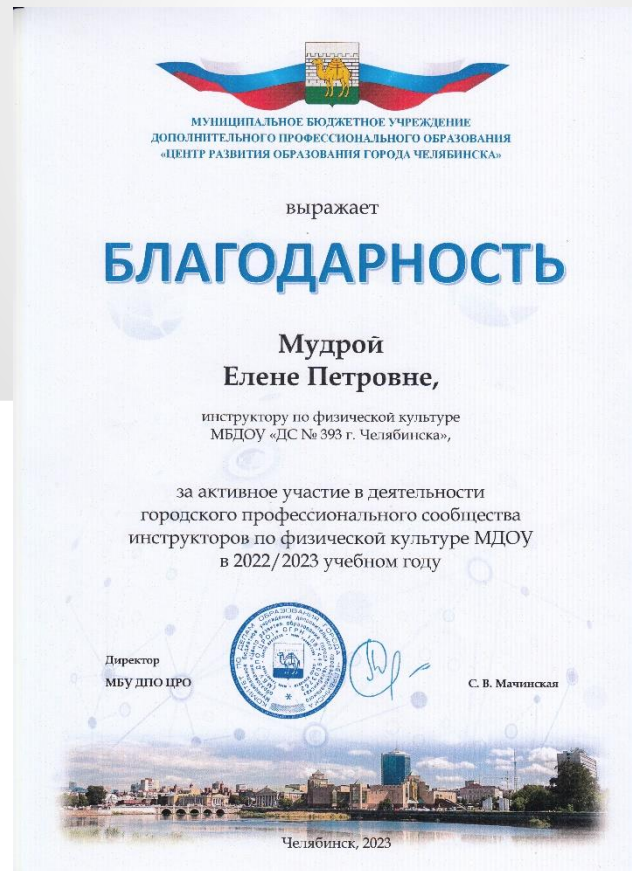 МУНИЦИПАЛЬНОЕ БЮДЖЕТНОЕ УЧРЕЖДЕНИЕ
ДОПОЛНИТЕЛЬНОГО ПРОФЕССИОНАЛЬНОГО ОБРАЗОВАНИЯ
«ЦЕНТР РАЗВИТИЯ ОБРАЗОВАНИЯ ГОРОДА ЧЕЛЯБИНСКА»
выражает
БЛАГОДАРНОСТЬ
Мудрой
Елене Петровне,
инструктору по физической культуре
МБДОУ «ДС № 393 г. Челябинска»,
за активное участие в деятельности
городского профессионального сообщества
инструкторов по физической культуре МДОУ
в 2022/2023 учебном году
Директор
МБУ ДПО ЦРО
С. В. Мачинская
Челябинск, 2023